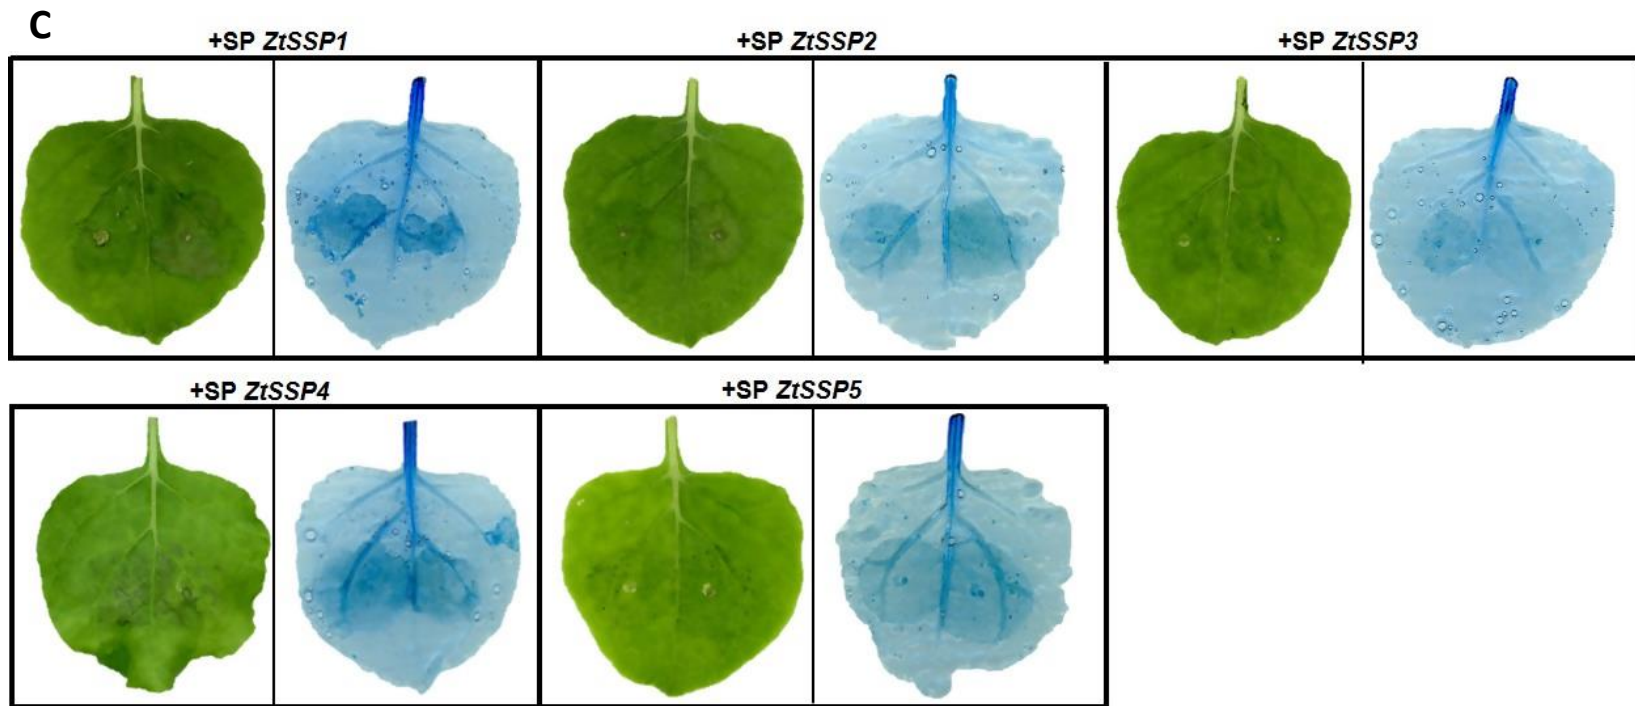 C
+SP ZtSSP1
+SP ZtSSP2
+SP ZtSSP3
+SP ZtSSP4
+SP ZtSSP5